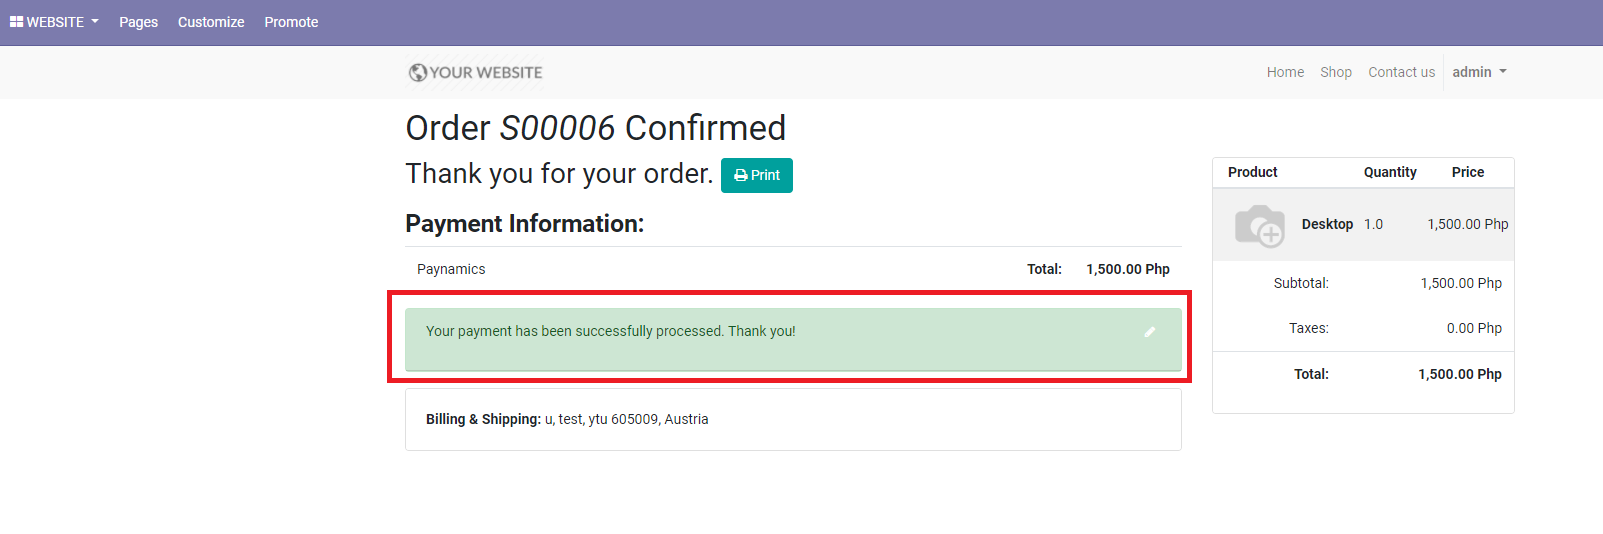 WEBSITE Pages Customize Promote
YOUR WEBSITE Home Shop Contact us admin
Order S00006 Confirmed
Thank you for your order. Print
Payment Information:
Paynamics Total: 1,500.00 Php
Your payment has been successfully processed. Thank you!
Billing & Shipping: u, test, ytu 605009, Austria
Product Quantity Price
Desktop 1.0 1,500.00 Php
Subtotal: 1,500.00 Php
Taxes: 0.00 Php
Total: 1,500.00 Php